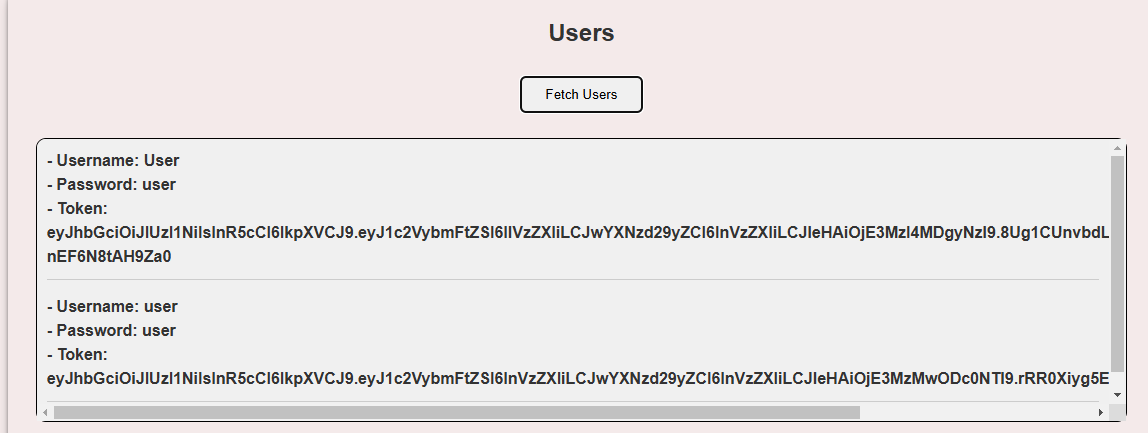 Users
Fetch Users
- Username: User
- Password: user
- Token:
eyJhbGciOiJIUzI1NiIsInR5cCI6IkpXVCJ9.eyJ1c2VybmFtZSI6IlVzZXIiLCJwYXNzd29yZCI6InVzZXIiLCJleHAiOjE3MzI4MDgyNzI9.8Ug1CUnvbdL
nEF6N8tAH9Za0
- Username: user
- Password: user
- Token:
eyJhbGciOiJIUzI1NiIsInR5cCI6IkpXVCJ9.eyJ1c2VybmFtZSI6InVzZXIiLCJwYXNzd29yZCI6InVzZXIiLCJleHAiOjE3MzMwODc0NTI9.rRR0Xiyg5E